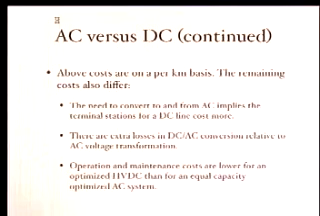 AC versus DC (continued)
• Above costs are on a per km basis. The remaining
costs also differ:
• The need to convert to and from AC implies the
terminal stations for a DC line cost more.
• There are extra losses in DC/AC conversion relative to
AC voltage transformation.
• Operation and maintenance costs are lower for an
optimized HVDC than for an equal capacity
optimized AC system.